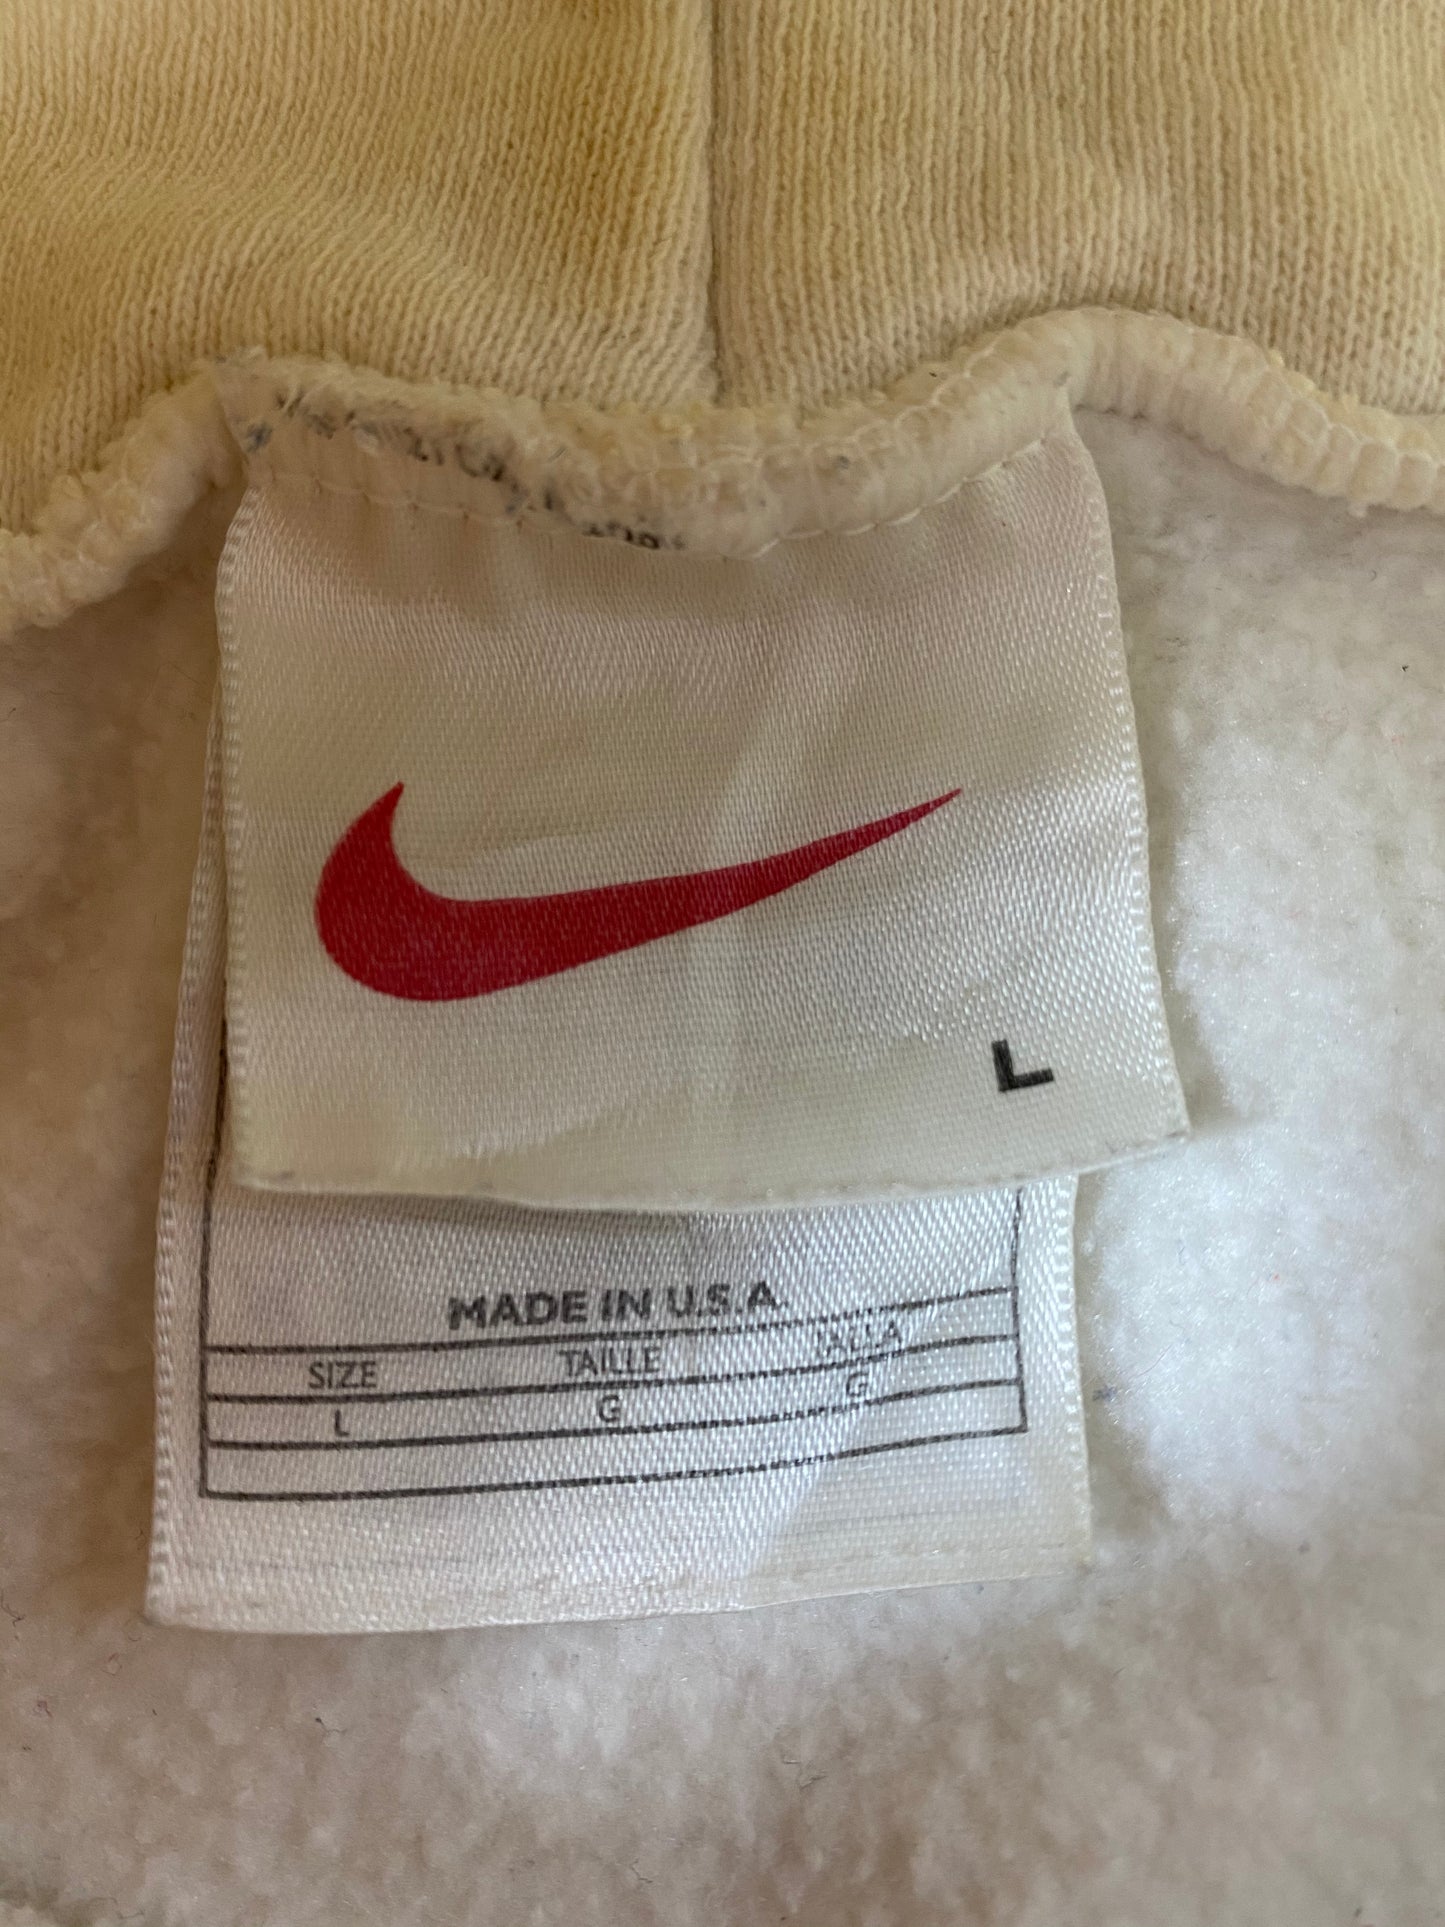 L
MADE IN U.S.A.
SIZE TAILLE TALLA
L G G